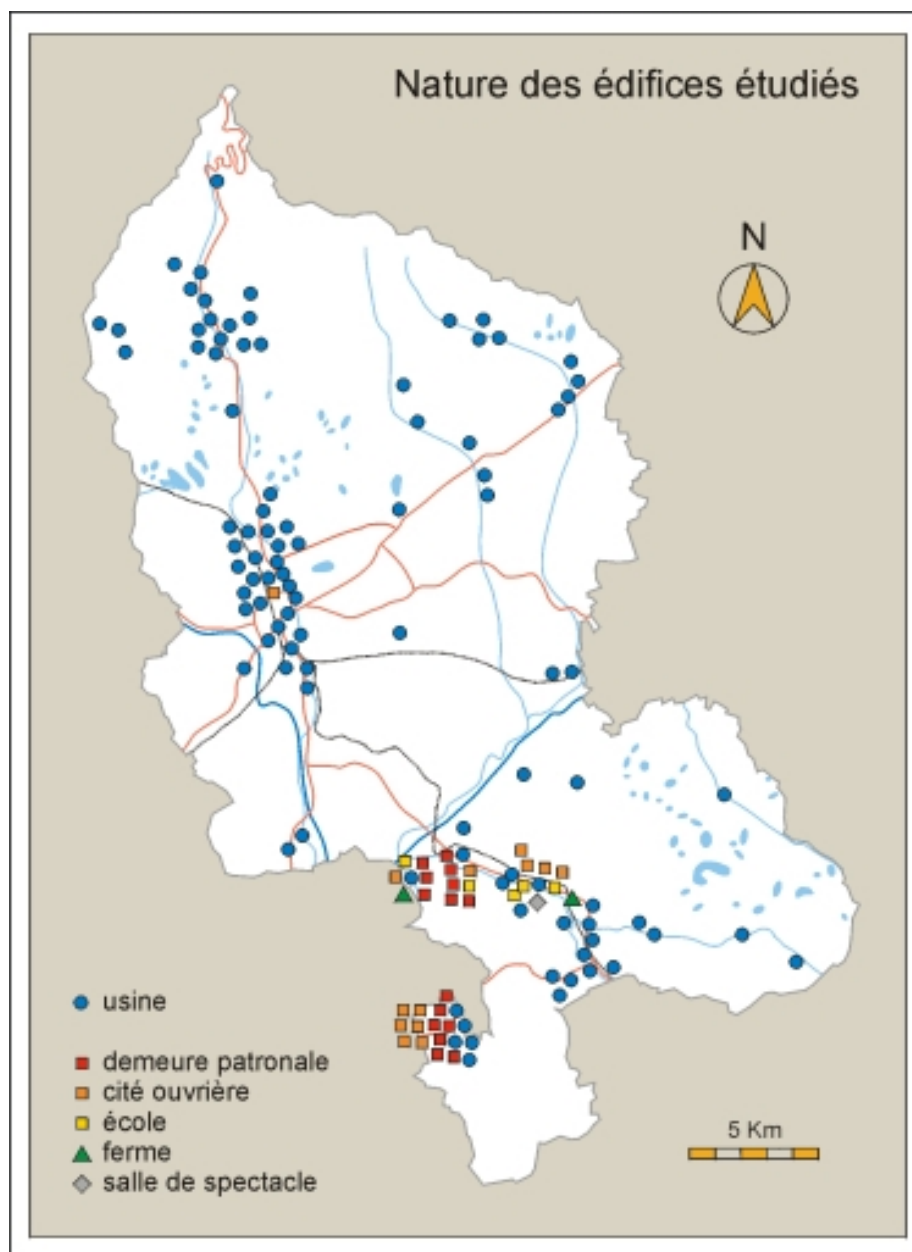 Nature des édifices étudiés
N
usine
demeure patronale
cité ouvrière
école
ferme
salle de spectacle
5 Km